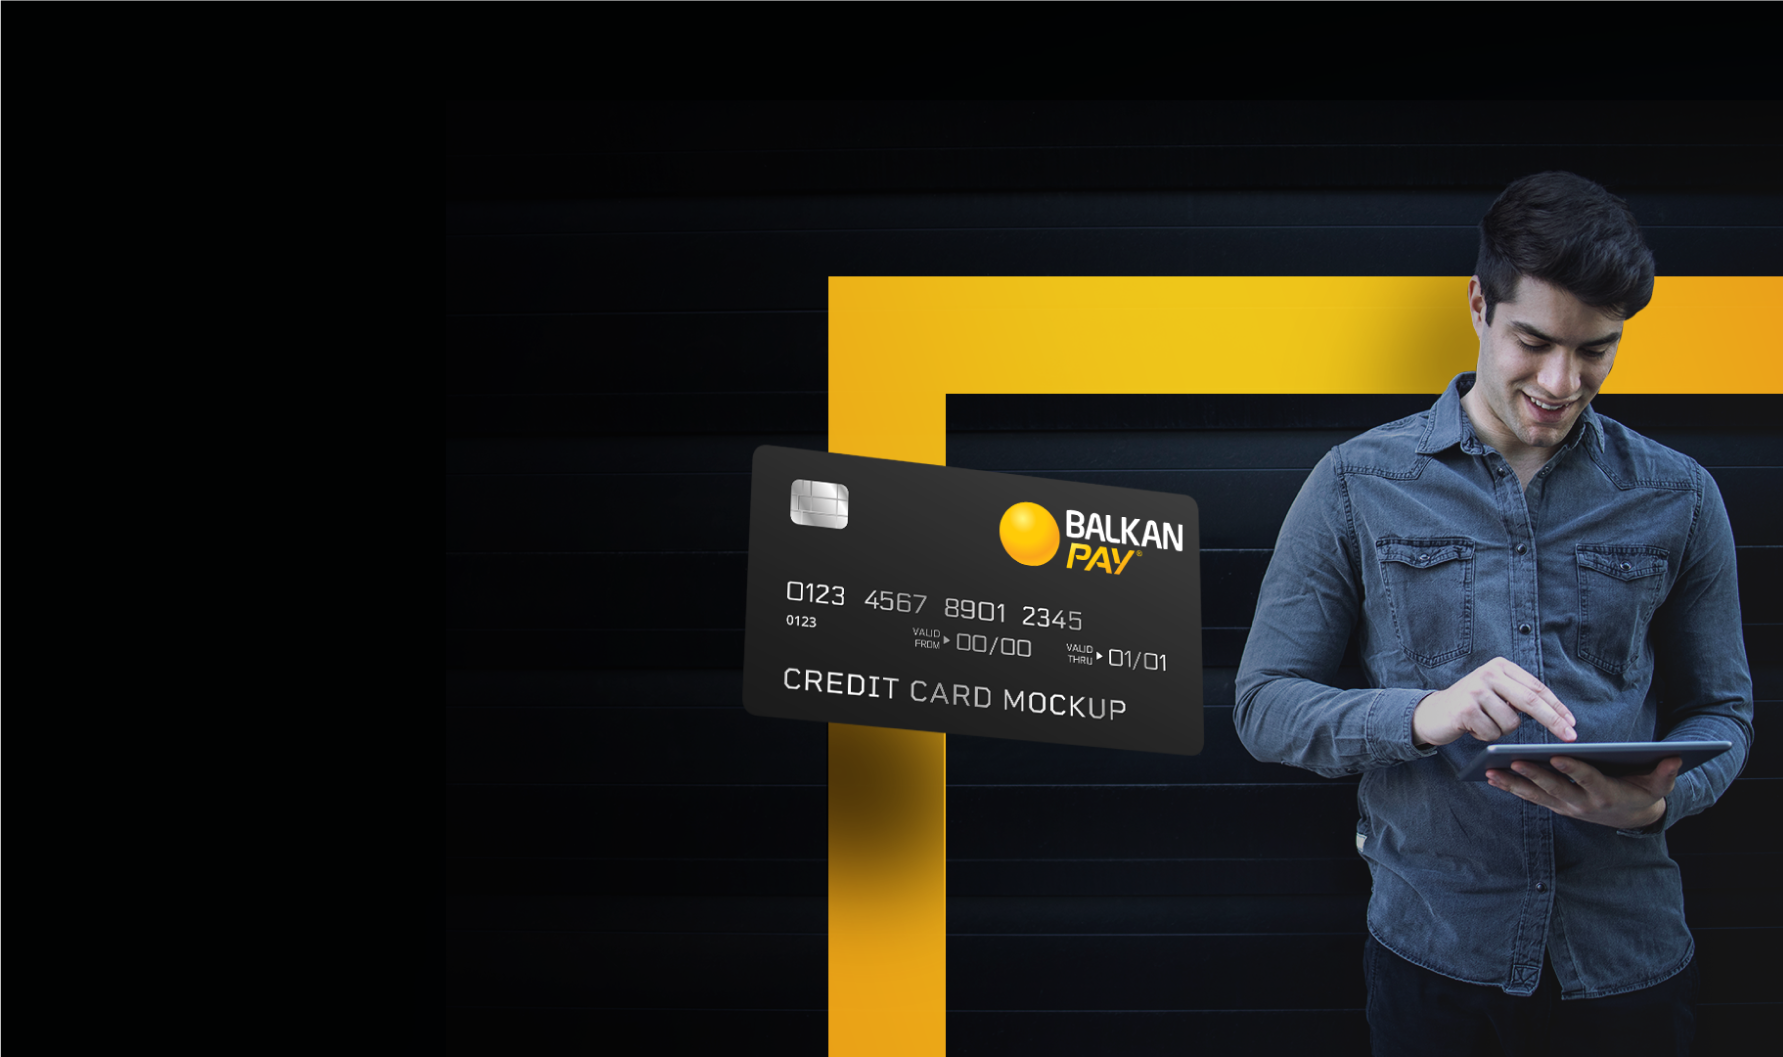 BALKAN
PAY®
0123 4567 8901 2345
0123
VALID FROM 00/00 VALID THRU 01/01
CREDIT CARD MOCKUP